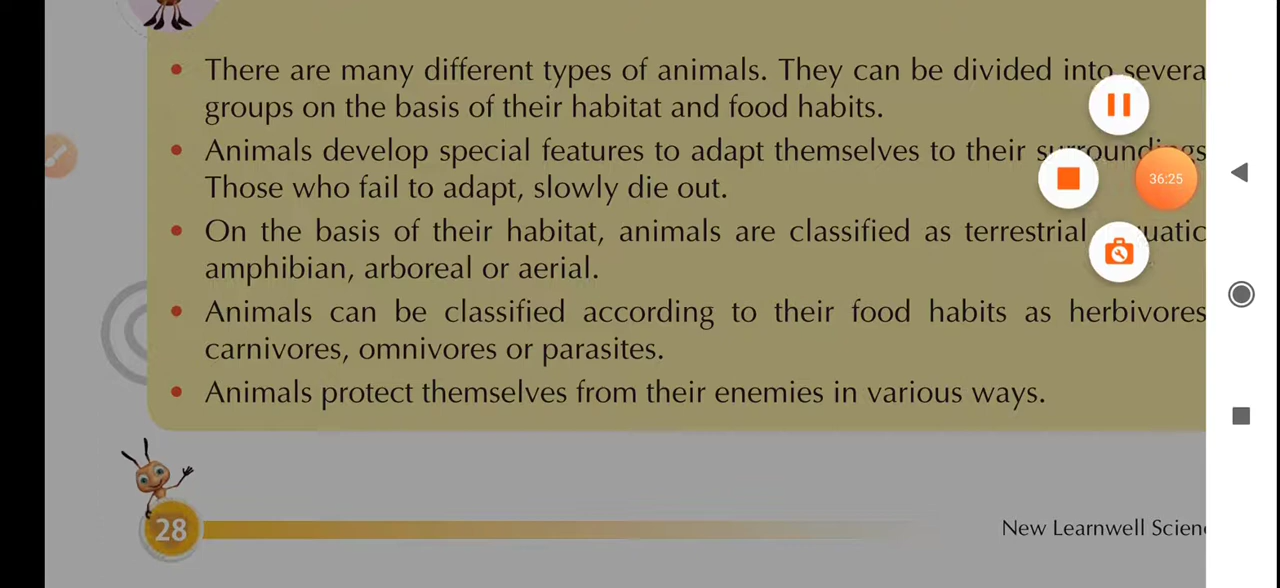 • There are many different types of animals. They can be divided into severa
groups on the basis of their habitat and food habits.
• Animals develop special features to adapt themselves to their surroundings
Those who fail to adapt, slowly die out.
• On the basis of their habitat, animals are classified as terrestrial
amphibian, arboreal or aerial.
• Animals can be classified according to their food habits as herbivores
carnivores, omnivores or parasites.
• Animals protect themselves from their enemies in various ways.
36:25
28
New Learnwell Scien